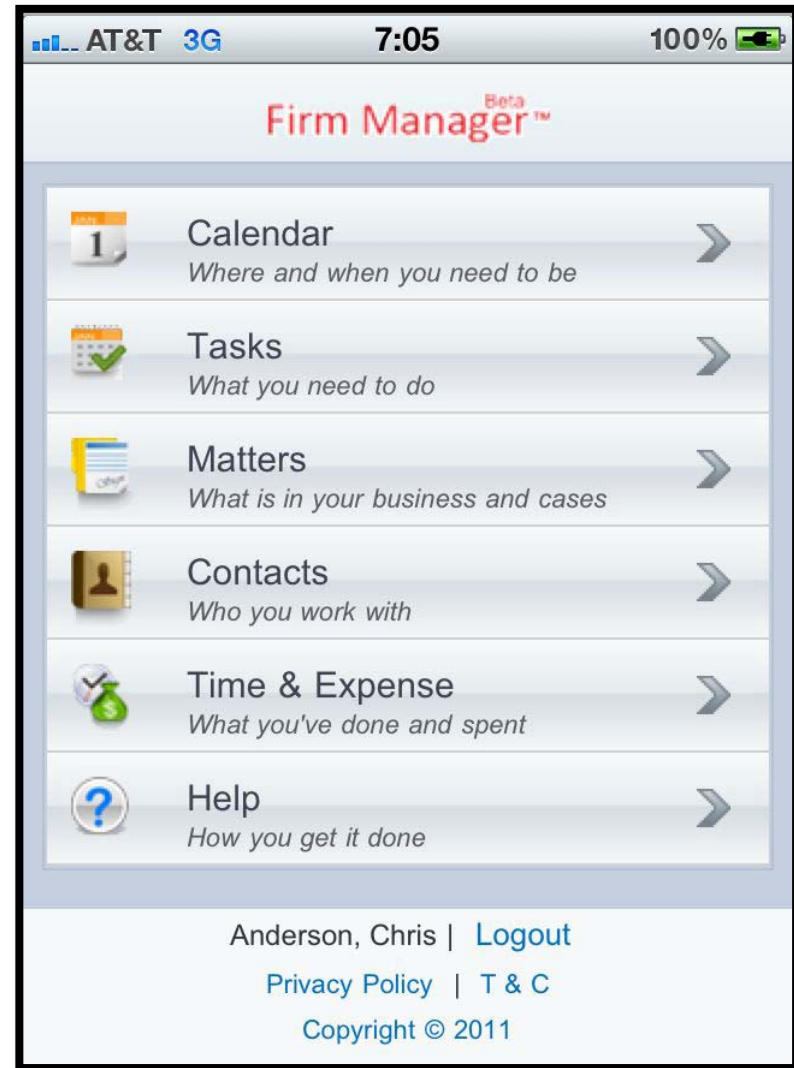 AT&T 3G 7:05 100%
Beta
Firm Manager™
1
Calendar
Where and when you need to be
Tasks
What you need to do
Matters
What is in your business and cases
Contacts
Who you work with
Time & Expense
What you've done and spent
$
?
Help
How you get it done
Anderson, Chris | Logout
Privacy Policy | T & C
Copyright © 2011